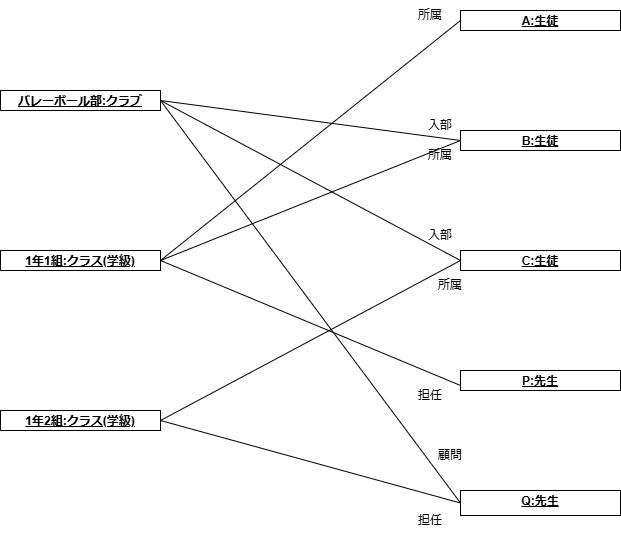 所属
A:生徒
バレーボール部:クラブ
入部
B:生徒
所属
入部
1年1組:クラス(学級)
C:生徒
所属
P:先生
担任
1年2組:クラス(学級)
顧問
Q:先生
担任